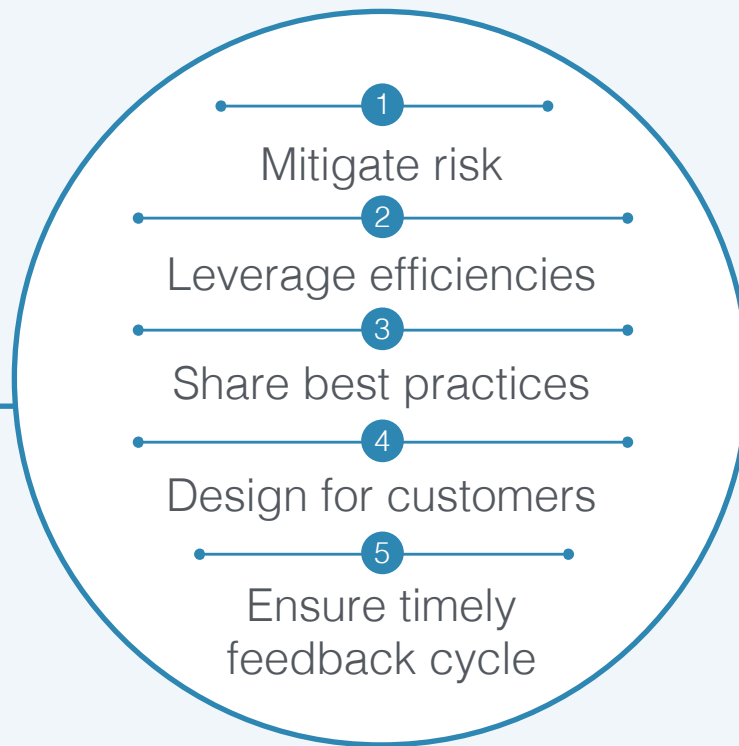 1
Mitigate risk
2
Leverage efficiencies
3
Share best practices
4
Design for customers
5
Ensure timely
feedback cycle